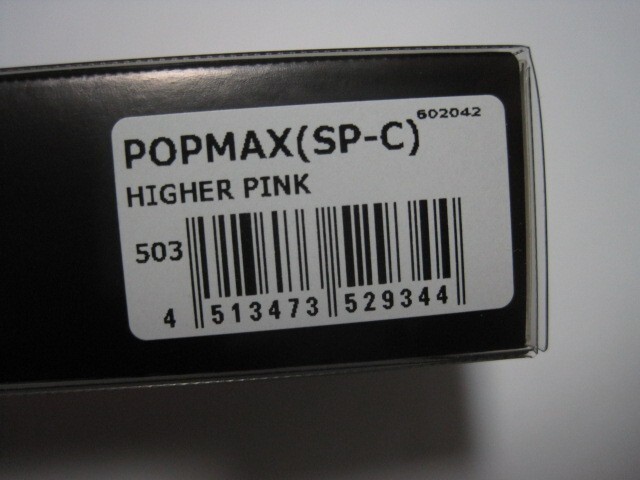 602042
POPMAX(SP-C)
HIGHER PINK
503
4 513473 529344